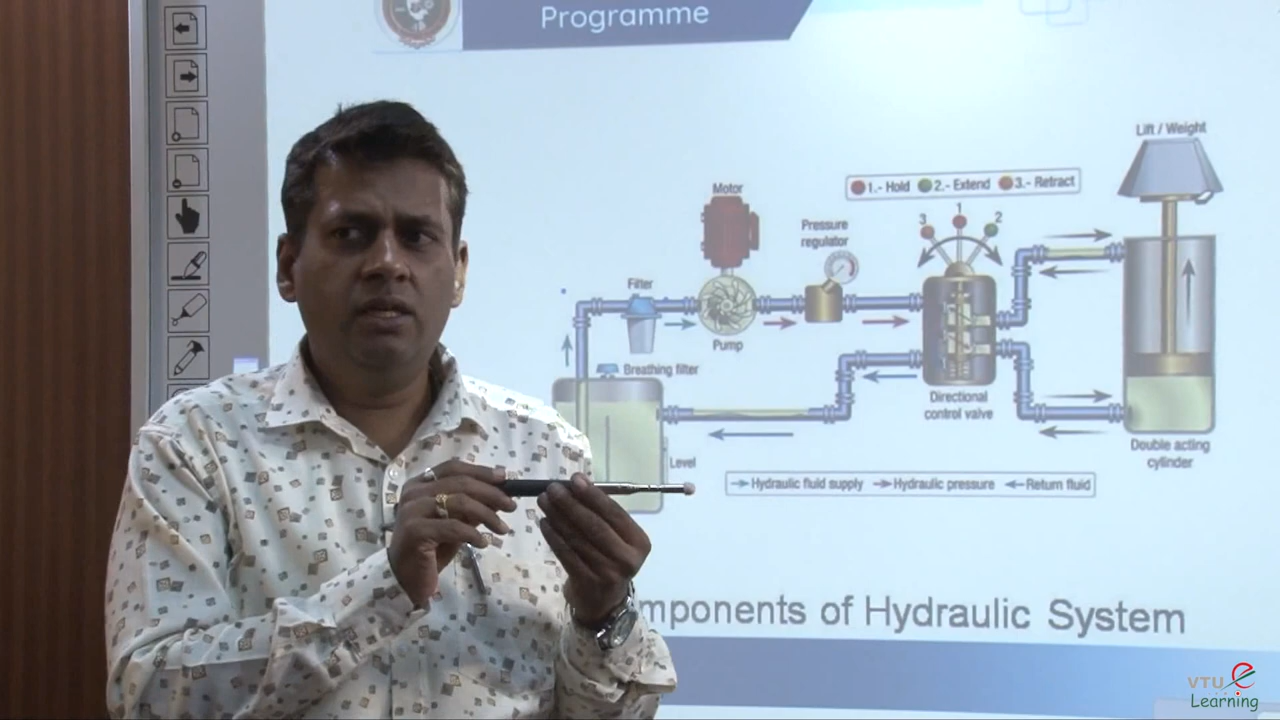 Programme
Lift / Weight
1.- Hold 2.- Extend 3.- Retract
Motor
Pressure
regulator
1
3
2
Filter
Pump
Breathing filter
Directional
control valve
Level
Double acting
cylinder
Hydraulic fluid supply Hydraulic pressure Return fluid
of Hydraulic System
VTU e
Learning